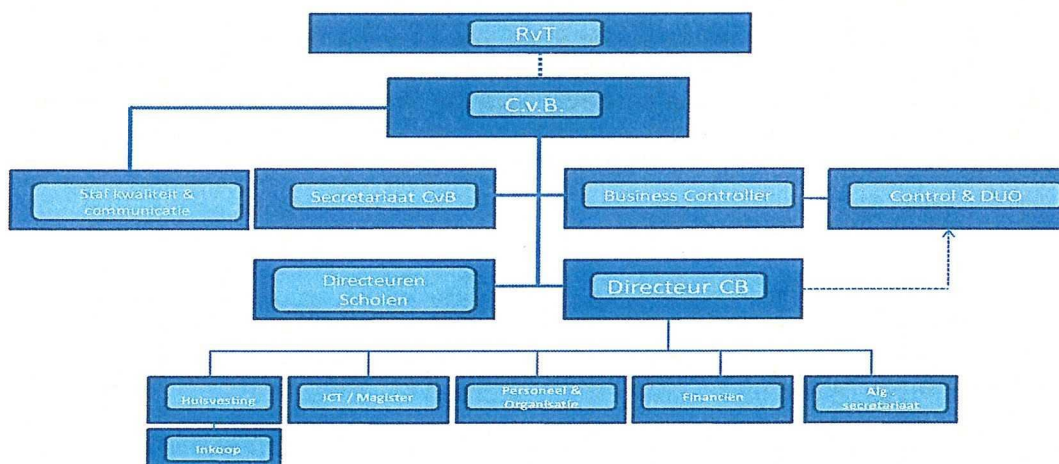 RvT
C.v.B.
Staf kwaliteit &
communicatie
Secretariaat CvB
Business Controller
Control & DUO
Directeuren
Scholen
Directeur CB
Huisvesting
ICT / Magister
Personeel &
Organisatie
Financiën
Alg
secretariaat
Inkoop